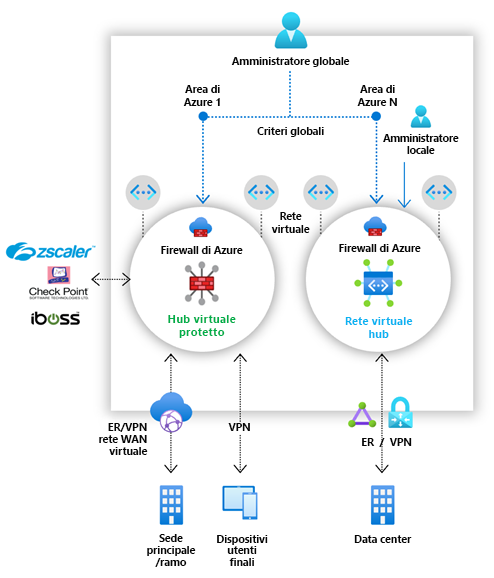 Amministratore globale
Area di
Azure 1
Area di
Azure N
Criteri globali
Amministratore
locale
Rete
virtuale
Firewall di Azure
Hub virtuale
protetto
Firewall di Azure
Rete virtuale
hub
zscaler™
Check Point
SOFTWARE TECHNOLOGIES LTD.
iboss
ER/VPN
rete WAN
virtuale
VPN
ER / VPN
Sede
principale
/ramo
Dispositivi
utenti
finali
Data center